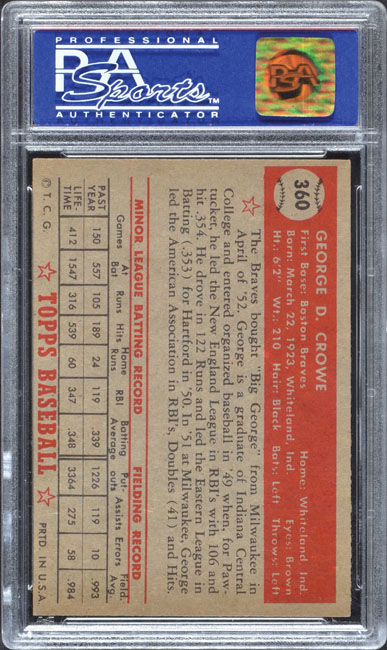 PROFESSIONAL
PSA
Sports™
AUTHENTICATOR
PSA
360
GEORGE D. CROWE
First Base: Boston Braves Home: Whiteland Ind.
Born: March 22, 1923, Whiteland, Ind. Eyes: Brown
Ht.: 6'2" Wt.: 210 Hair: Black Bats: Left Throws: Left
The Braves bought "Big George" from Milwaukee in
April of '52. George is a graduate of Indiana Central
College and entered organized baseball in '49 when, for Paw-
tucket, he led the New England League in RBI's with 106 and
hit .354. He drove in 122 Runs and led the Eastern League in
Batting (.353) for Hartford in '50. In '51 at Milwaukee, George
led the American Association in RBI's, Doubles (41) and Hits.
MINOR LEAGUE BATTING RECORD FIELDING RECORD
Games At Bat Runs Hits Home Runs RBI Batting Average Put-outs Assists Errors Field. Avg.
PAST YEAR 150 557 105 189 24 119 .339 1226 119 10 .993
LIFE-TIME 412 1547 316 539 60 347 .348 3364 275 58 .984
© T. C. G. TOPPS BASEBALL PRTD IN U.S.A.